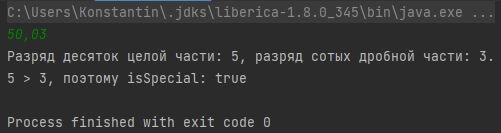 C:\Users\Konstantin\.jdks\liberica-1.8.0_345\bin\java.exe ...
50,03
Разряд десяток целой части: 5, разряд сотых дробной части: 3.
5 > 3, поэтому isSpecial: true
Process finished with exit code 0